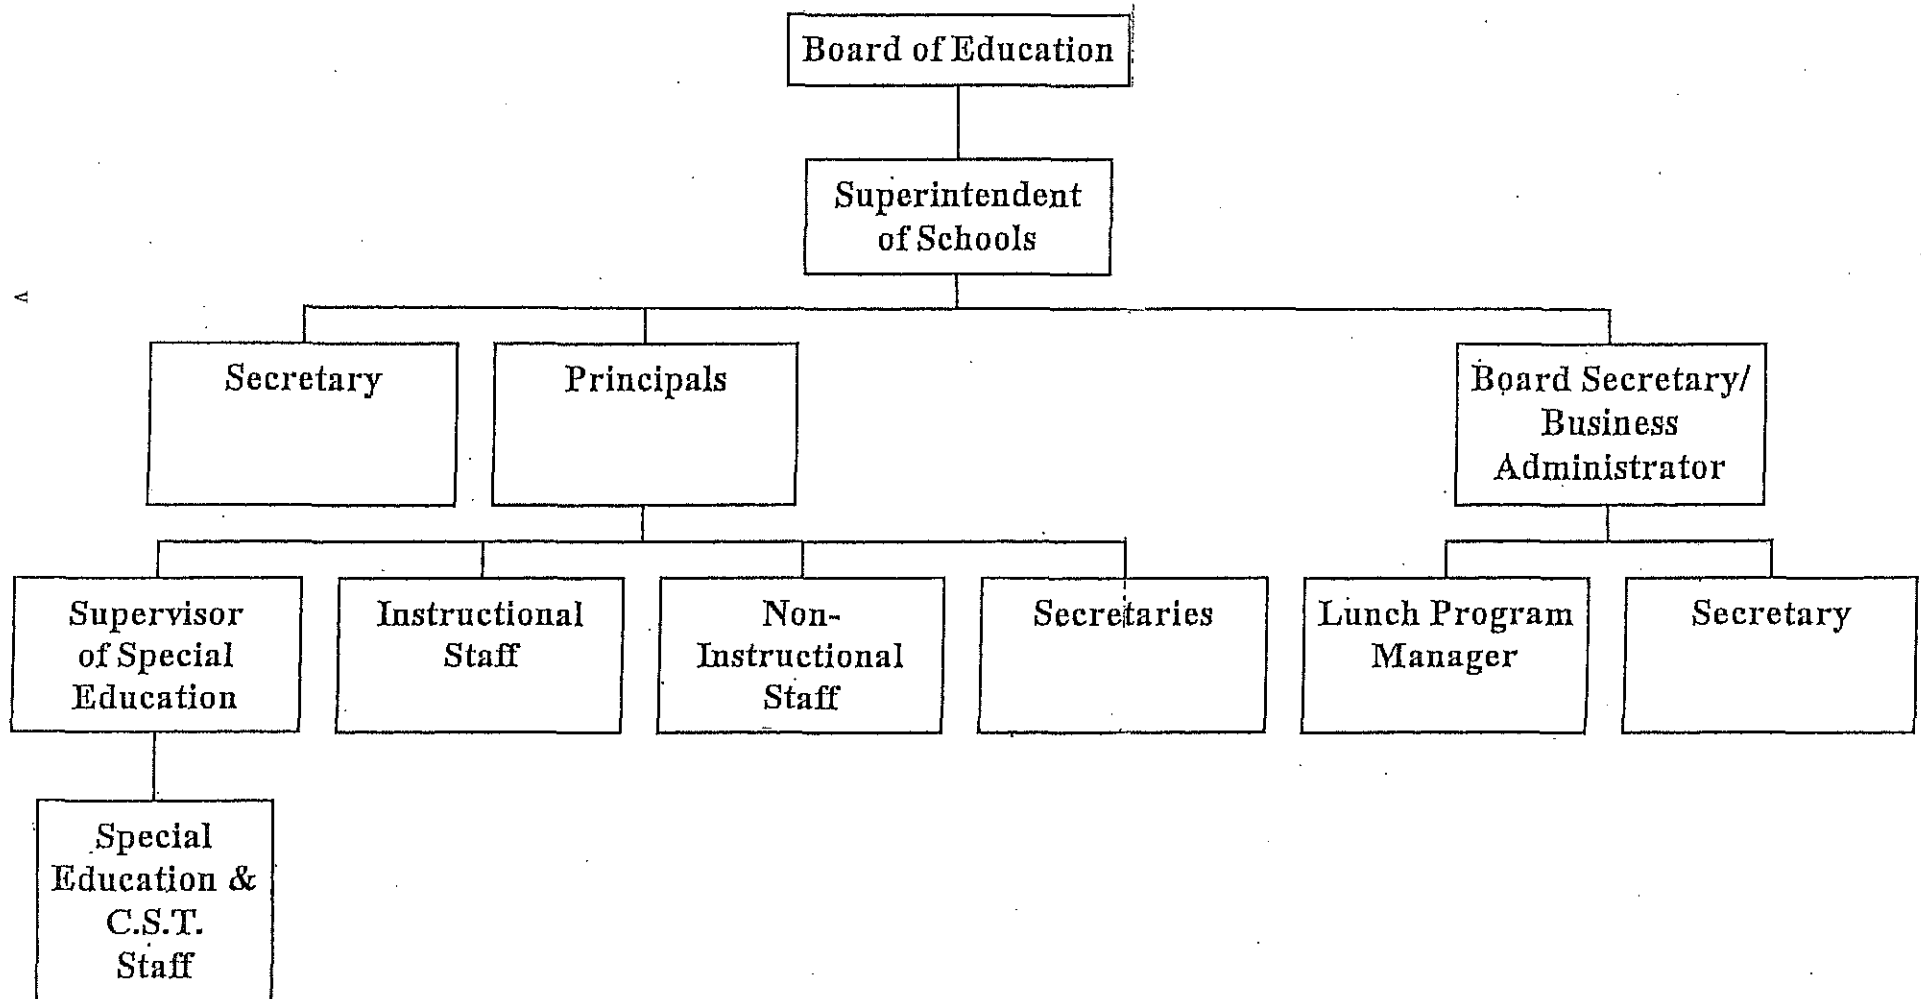 Board of Education
Superintendent
of Schools
v
Secretary
Principals
Board Secretary/
Business
Administrator
Supervisor
of Special
Education
Instructional
Staff
Non-
Instructional
Staff
Secretaries
Lunch Program
Manager
Secretary
Special
Education &
C.S.T.
Staff